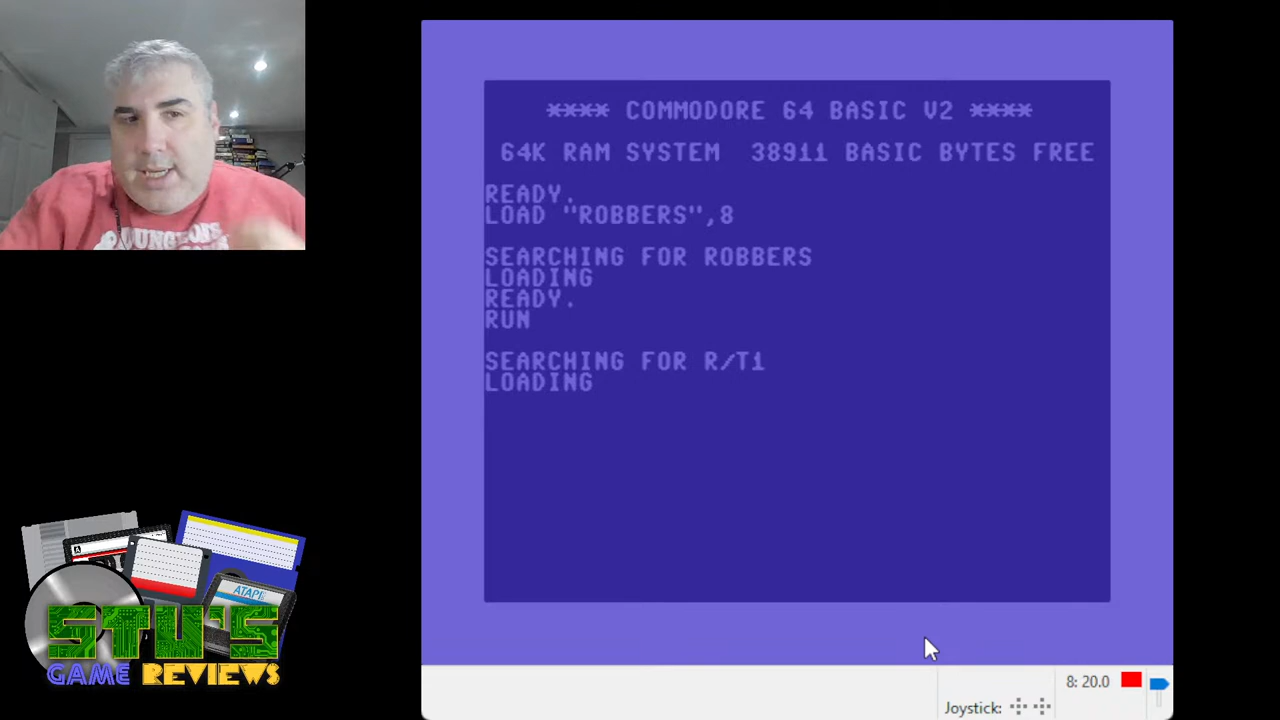 **** COMMODORE 64 BASIC V2 ****
64K RAM SYSTEM  38911 BASIC BYTES FREE
READY.
LOAD "ROBBERS",8
SEARCHING FOR ROBBERS
LOADING
READY.
RUN
SEARCHING FOR R/T1
LOADING
8: 20.0
Joystick:
DUNGEONS
A
ATARI
STU'S
GAME REVIEWS